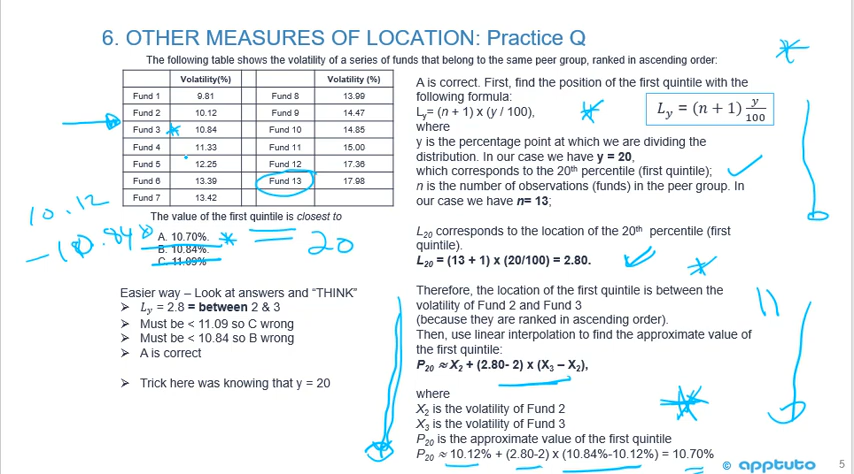 6. OTHER MEASURES OF LOCATION: Practice Q
The following table shows the volatility of a series of funds that belong to the same peer group, ranked in ascending order:
Volatility(%) Volatility (%)
Fund 1 9.81 Fund 8 13.99
Fund 2 10.12 Fund 9 14.47
Fund 3 10.84 Fund 10 14.85
Fund 4 11.33 Fund 11 15.00
Fund 5 12.25 Fund 12 17.36
Fund 6 13.39 Fund 13 17.98
Fund 7 13.42
The value of the first quintile is closest to
A. 10.70%.
B. 10.84%.
C. 11.09%
10.12
20
Easier way – Look at answers and “THINK”
➤ Ly = 2.8 = between 2 & 3
➤ Must be < 11.09 so C wrong
➤ Must be < 10.84 so B wrong
➤ A is correct
➤ Trick here was knowing that y = 20
A is correct. First, find the position of the first quintile with the
following formula:
Ly= (n + 1) x (y / 100),
Ly = (n + 1) y/100
where
y is the percentage point at which we are dividing the
distribution. In our case we have y = 20,
which corresponds to the 20th percentile (first quintile);
n is the number of observations (funds) in the peer group. In
our case we have n= 13;
L20 corresponds to the location of the 20th percentile (first
quintile).
L20 = (13 + 1) x (20/100) = 2.80.
Therefore, the location of the first quintile is between the
volatility of Fund 2 and Fund 3
(because they are ranked in ascending order).
Then, use linear interpolation to find the approximate value of
the first quintile:
P20 ≈ X2 + (2.80- 2) x (X3 – X2),
where
X2 is the volatility of Fund 2
X3 is the volatility of Fund 3
P20 is the approximate value of the first quintile
P20 ≈ 10.12% + (2.80-2) x (10.84%-10.12%) = 10.70%
© apptuto
5